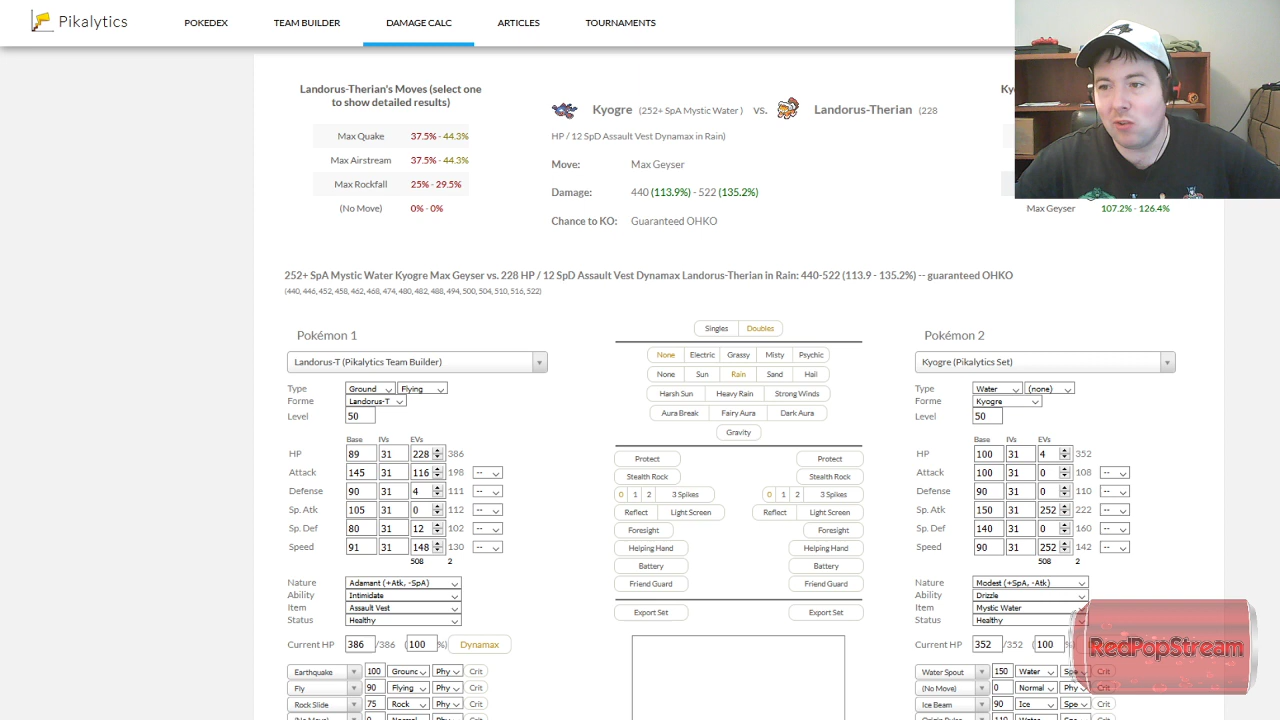 Pikalytics
POKEDEX
TEAM BUILDER
DAMAGE CALC
ARTICLES
TOURNAMENTS
Landorus-Therian's Moves (select one
to show detailed results)
Max Quake 37.5% - 44.3%
Max Airstream 37.5% - 44.3%
Max Rockfall 25% - 29.5%
(No Move) 0% - 0%
Kyogre (252+ SpA Mystic Water ) vs. Landorus-Therian (228
HP / 12 SpD Assault Vest Dynamax in Rain)
Move: Max Geyser
Damage: 440 (113.9%) - 522 (135.2%)
Chance to KO: Guaranteed OHKO
Max Geyser 107.2% - 126.4%
252+ SpA Mystic Water Kyogre Max Geyser vs. 228 HP / 12 SpD Assault Vest Dynamax Landorus-Therian in Rain: 440-522 (113.9 - 135.2%) -- guaranteed OHKO
(440, 446, 452, 458, 462, 468, 474, 480, 482, 488, 494, 500, 504, 510, 516, 522)
Pokémon 1
Landorus-T (Pikalytics Team Builder)
Type Ground Flying
Forme Landorus-T
Level 50
Base IVs EVs
HP 89 31 228 386
Attack 145 31 116 198 --
Defense 90 31 4 111 --
Sp. Atk 105 31 0 112 --
Sp. Def 80 31 12 102 --
Speed 91 31 148 130 --
508 2
Nature Adamant (+Atk, -SpA)
Ability Intimidate
Item Assault Vest
Status Healthy
Current HP 386 /386 (100 %) Dynamax
Earthquake 100 Grounc Phy Crit
Fly 90 Flying Phy Crit
Rock Slide 75 Rock Phy Crit
Singles Doubles
None Electric Grassy Misty Psychic
None Sun Rain Sand Hail
Harsh Sun Heavy Rain Strong Winds
Aura Break Fairy Aura Dark Aura
Gravity
Protect Protect
Stealth Rock Stealth Rock
0 1 2 3 Spikes 0 1 2 3 Spikes
Reflect Light Screen Reflect Light Screen
Foresight Foresight
Helping Hand Helping Hand
Battery Battery
Friend Guard Friend Guard
Export Set Export Set
Pokémon 2
Kyogre (Pikalytics Set)
Type Water (none)
Forme Kyogre
Level 50
Base IVs EVs
HP 100 31 4 352
Attack 100 31 0 108 --
Defense 90 31 0 110 --
Sp. Atk 150 31 252 222 --
Sp. Def 140 31 0 160 --
Speed 90 31 252 142 --
508 2
Nature Modest (+SpA, -Atk)
Ability Drizzle
Item Mystic Water
Status Healthy
Current HP 352 /352 (100
Water Spout 150 Water Spe Crit
(No Move) 0 Normal Phy Crit
Ice Beam 90 Ice Spe Crit
RedPopStream